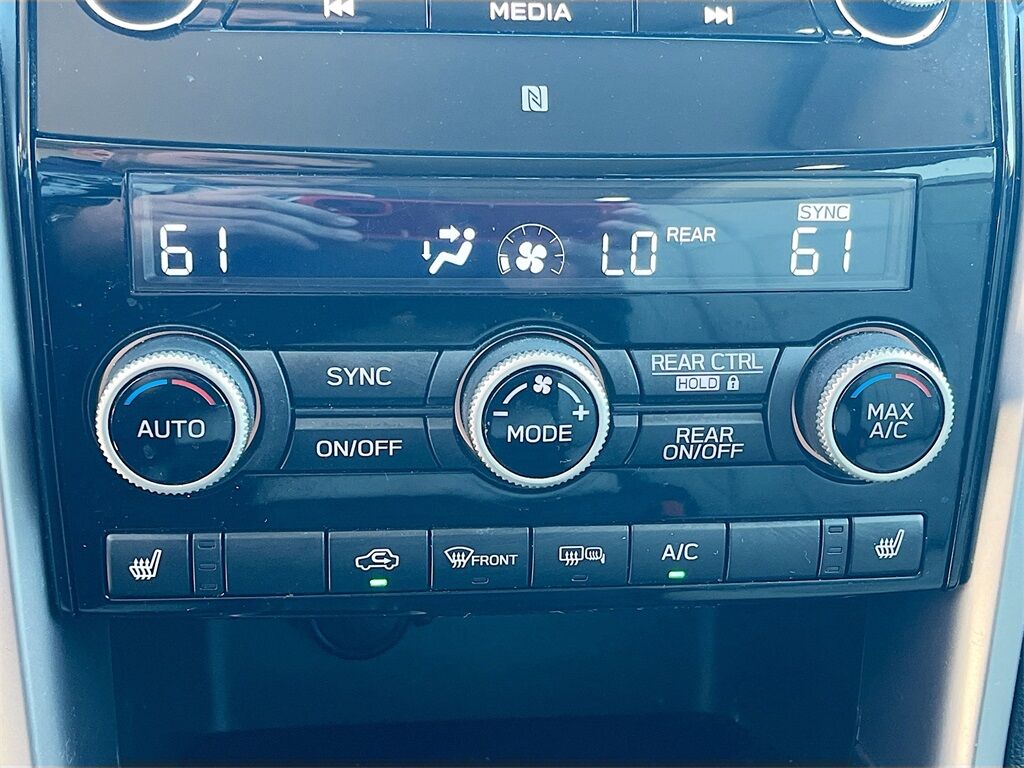 MEDIA
N
SYNC
61 LO REAR 61
AUTO
SYNC
ON/OFF
- +
MODE
REAR CTRL
HOLD
REAR
ON/OFF
MAX
A/C
FRONT
A/C